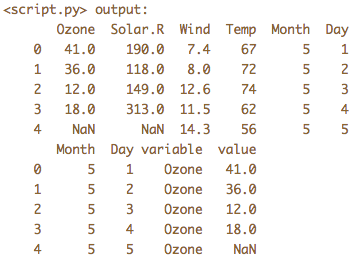 <script.py> output:
Ozone Solar.R Wind Temp Month Day
0 41.0 190.0 7.4 67 5 1
1 36.0 118.0 8.0 72 5 2
2 12.0 149.0 12.6 74 5 3
3 18.0 313.0 11.5 62 5 4
4 NaN NaN 14.3 56 5 5
Month Day variable value
0 5 1 Ozone 41.0
1 5 2 Ozone 36.0
2 5 3 Ozone 12.0
3 5 4 Ozone 18.0
4 5 5 Ozone NaN